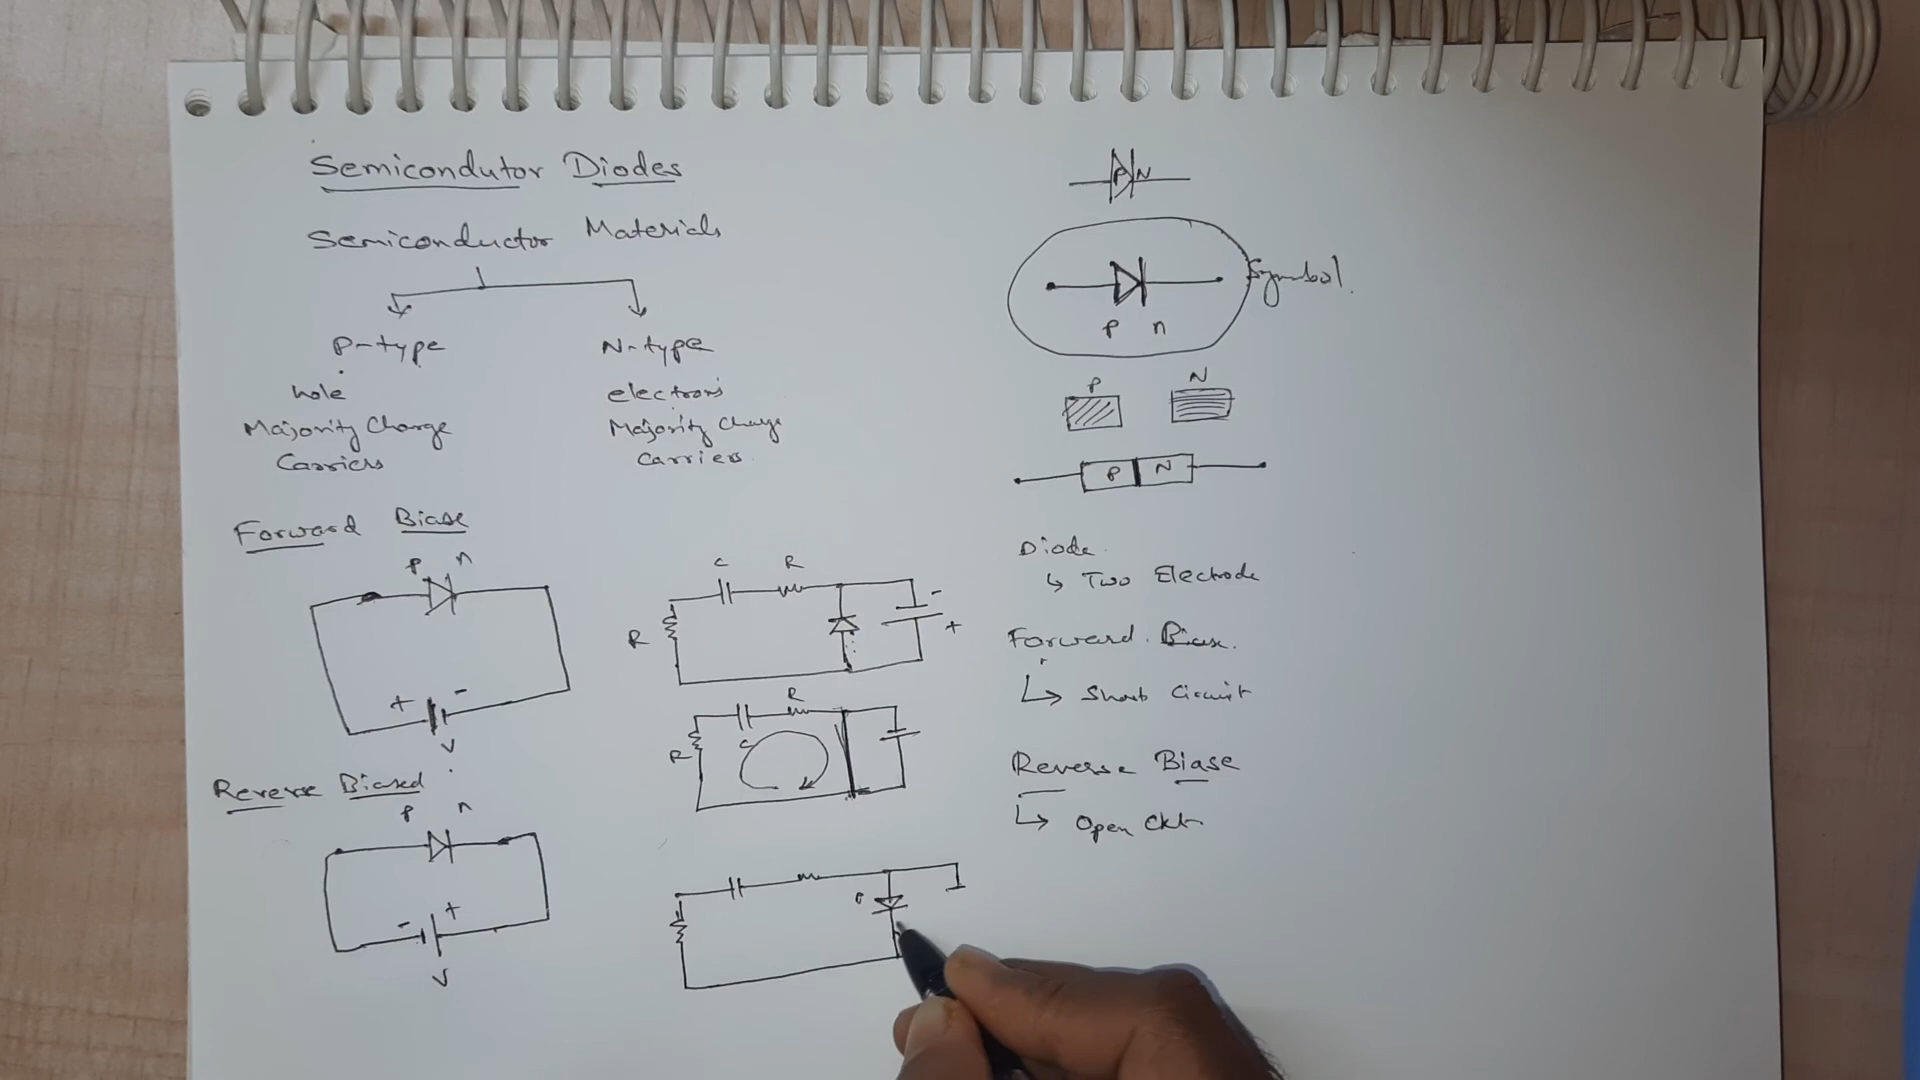 Semicondutor Diodes
Semiconductor Materials
P-type N-type
hole electrons
Majority Charge Majority Charge
Carriers Carriers
Forward Biase
P n
+ -
V
Reverse Biased
P n
- +
V
C R
R
-
+
R
R C
P N
P n
Symbol.
P N
P N
Diode
↳ Two Electrode
Forward Biase.
↳ Short Circuit
Reverse Biase
↳ Open Ckt.